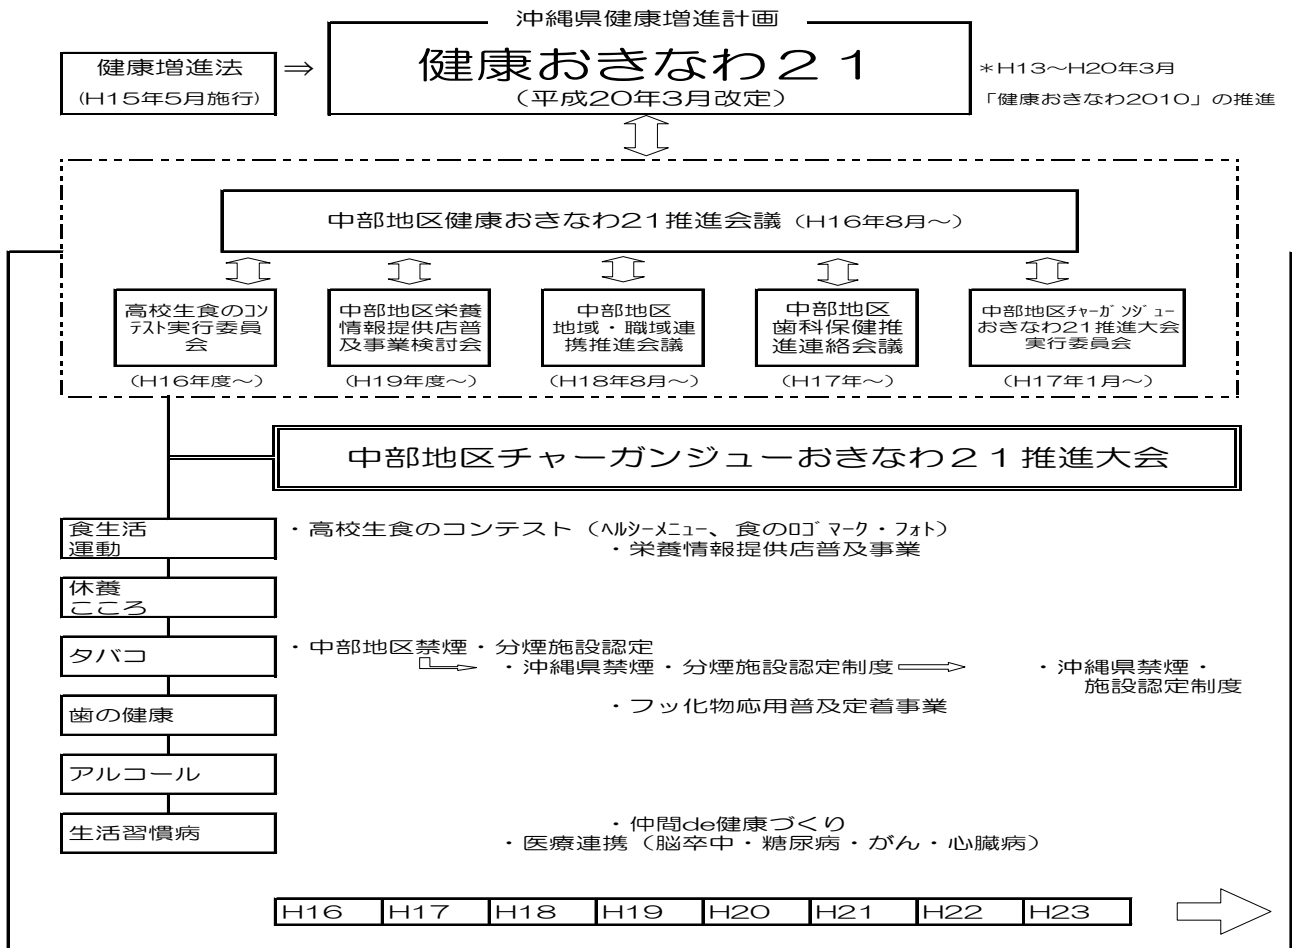 沖縄県健康増進計画
健康増進法
(H15年5月施行)
⇒
健康おきなわ２１
（平成20年3月改定）
＊H13～H20年3月
「健康おきなわ2010」の推進
中部地区健康おきなわ21推進会議（H16年8月～）
高校生食のｺﾝ
ﾃｽﾄ実行委員
会
（H16年度～）
中部地区栄養
情報提供店普
及事業検討会
（H19年度～）
中部地区
地域・職域連
携推進会議
（H18年8月～）
中部地区
歯科保健推
進連絡会議
（H17年～）
中部地区ﾁｬｰｶﾞﾝｼﾞｭｰ
おきなわ21推進大会
実行委員会
（H17年1月～）
中部地区チャーガンジューおきなわ２１推進大会
食生活
運動
・高校生食のコンテスト（ﾍﾙｼｰﾒﾆｭｰ、食のﾛｺﾞﾏｰｸ・ﾌｫﾄ）
・栄養情報提供店普及事業
休養
こころ
タバコ
・中部地区禁煙・分煙施設認定
・沖縄県禁煙・分煙施設認定制度
・沖縄県禁煙・
施設認定制度
歯の健康
・フッ化物応用普及定着事業
アルコール
生活習慣病
・仲間de健康づくり
・医療連携（脳卒中・糖尿病・がん・心臓病）
H16 H17 H18 H19 H20 H21 H22 H23